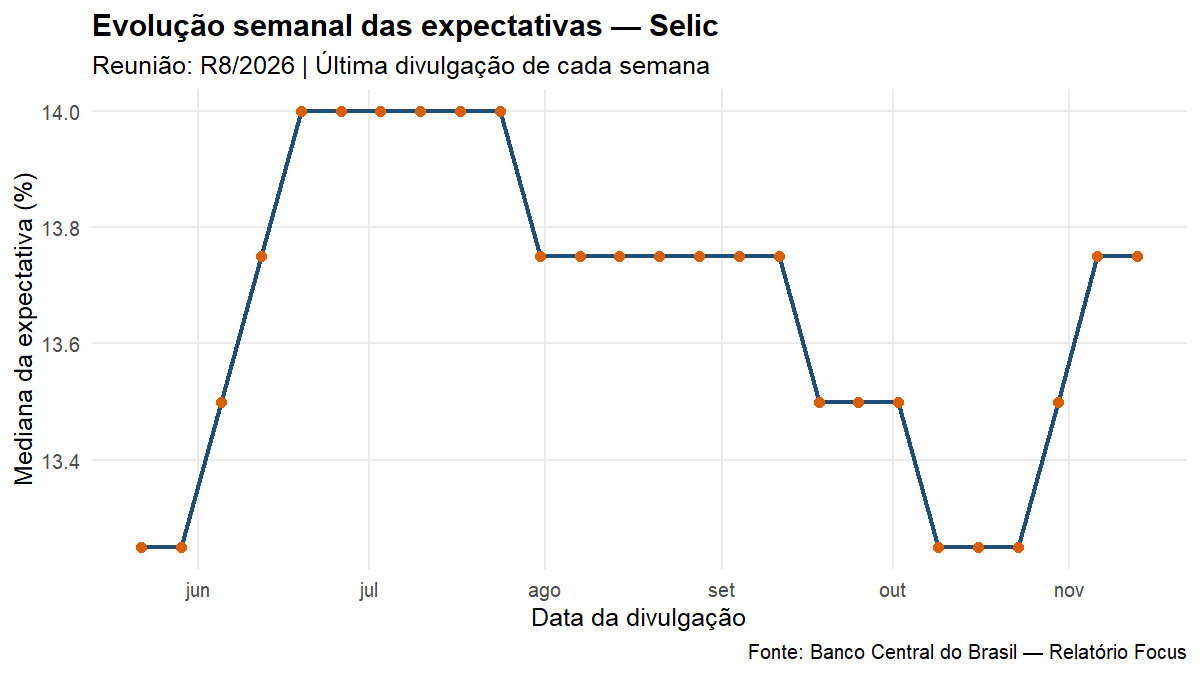 Evolução semanal das expectativas — Selic
Reunião: R8/2026 | Última divulgação de cada semana
Mediana da expectativa (%)
14.0
13.8
13.6
13.4
jun jul ago set out nov
Data da divulgação
Fonte: Banco Central do Brasil — Relatório Focus